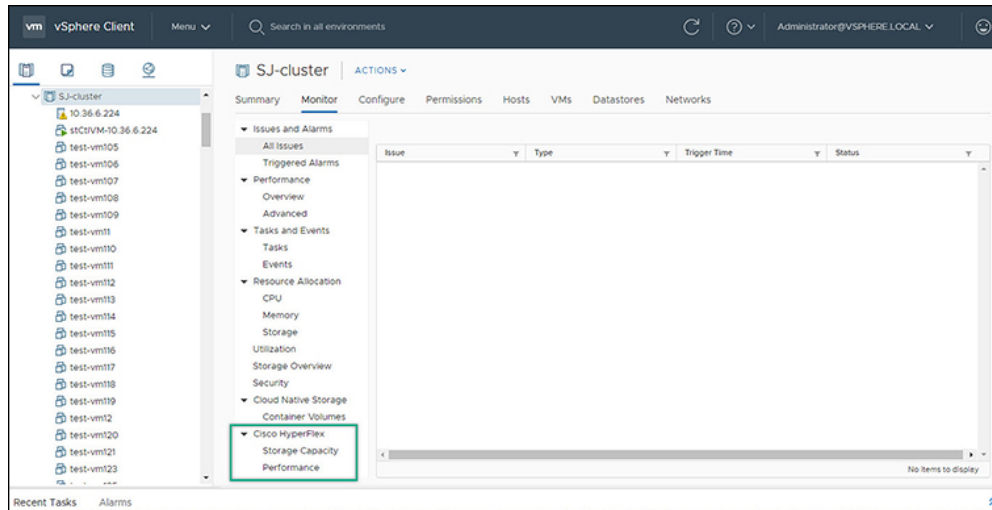 vm vSphere Client Menu Search in all environments Administrator@VSPHERE.LOCAL
SJ-cluster
10.36.6.224
stCtlVM-10.36.6.224
test-vm105
test-vm106
test-vm107
test-vm108
test-vm109
test-vm11
test-vm110
test-vm111
test-vm112
test-vm113
test-vm114
test-vm115
test-vm116
test-vm117
test-vm118
test-vm119
test-vm12
test-vm120
test-vm121
test-vm123
SJ-cluster ACTIONS
Summary Monitor Configure Permissions Hosts VMs Datastores Networks
Issues and Alarms
All Issues
Triggered Alarms
Performance
Overview
Advanced
Tasks and Events
Tasks
Events
Resource Allocation
CPU
Memory
Storage
Utilization
Storage Overview
Security
Cloud Native Storage
Container Volumes
Cisco HyperFlex
Storage Capacity
Performance
Issue Type Trigger Time Status
No items to display
Recent Tasks Alarms